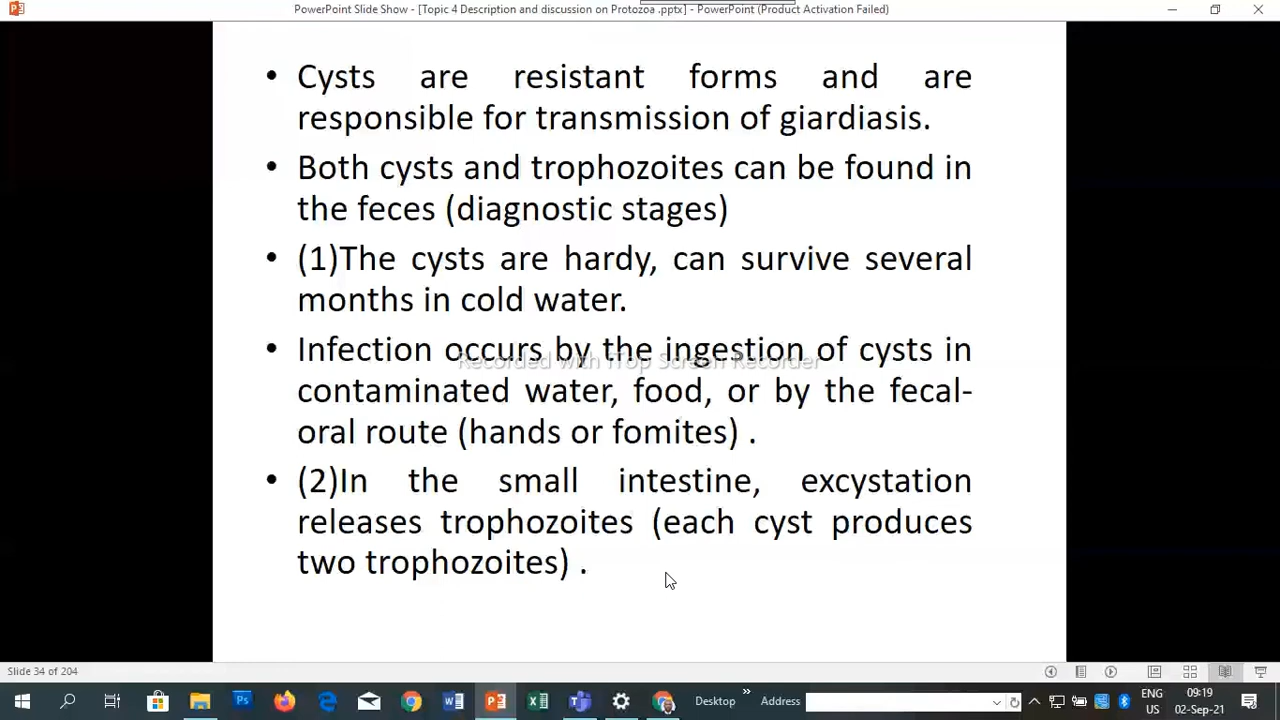 PowerPoint Slide Show - [Topic 4 Description and discussion on Protozoa .pptx] - PowerPoint (Product Activation Failed)
• Cysts are resistant forms and are
responsible for transmission of giardiasis.
• Both cysts and trophozoites can be found in
the feces (diagnostic stages)
• (1)The cysts are hardy, can survive several
months in cold water.
• Infection occurs by the ingestion of cysts in
Recorded with iTop Screen Recorder
contaminated water, food, or by the fecal-
oral route (hands or fomites) .
• (2)In the small intestine, excystation
releases trophozoites (each cyst produces
two trophozoites) .
Slide 34 of 204
Desktop
Address
ENG
US
09:19
02-Sep-21